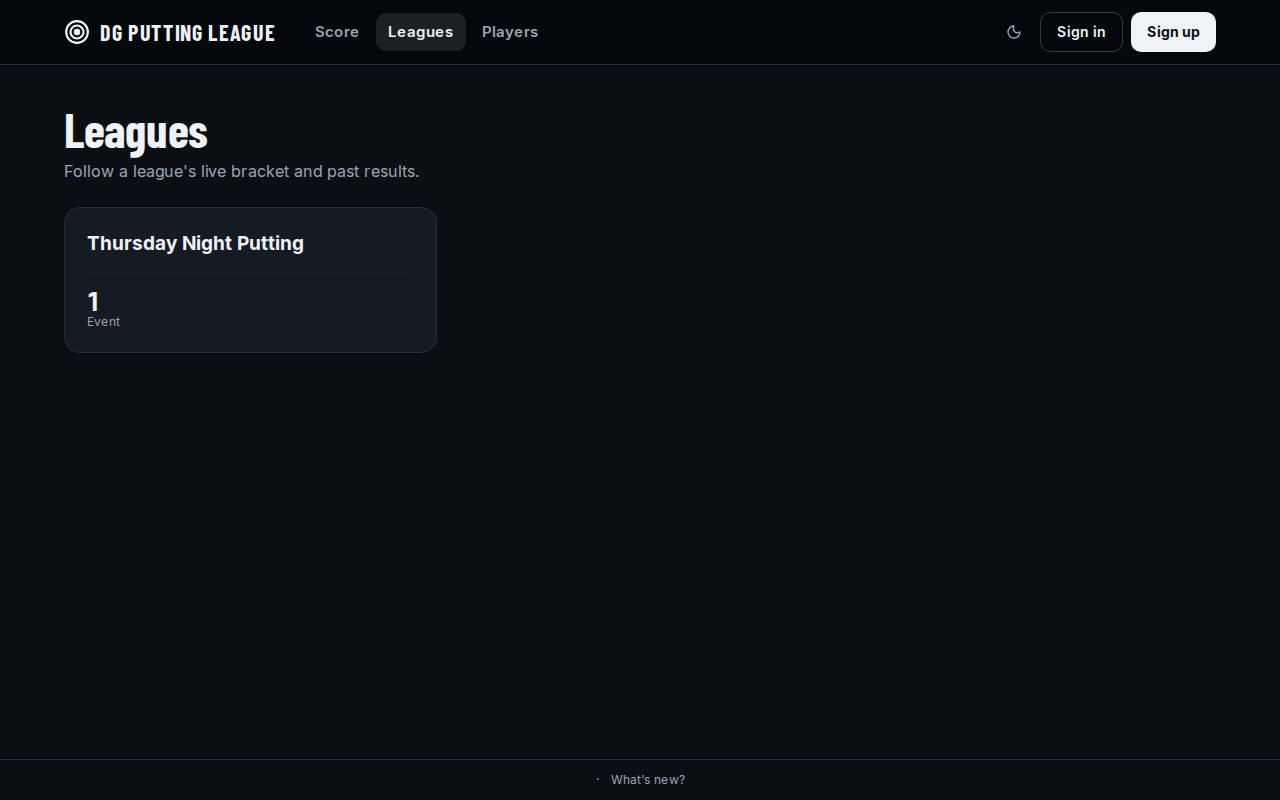 DG PUTTING LEAGUE Score Leagues Players Sign in Sign up
Leagues
Follow a league's live bracket and past results.
Thursday Night Putting
1
Event
· What's new?